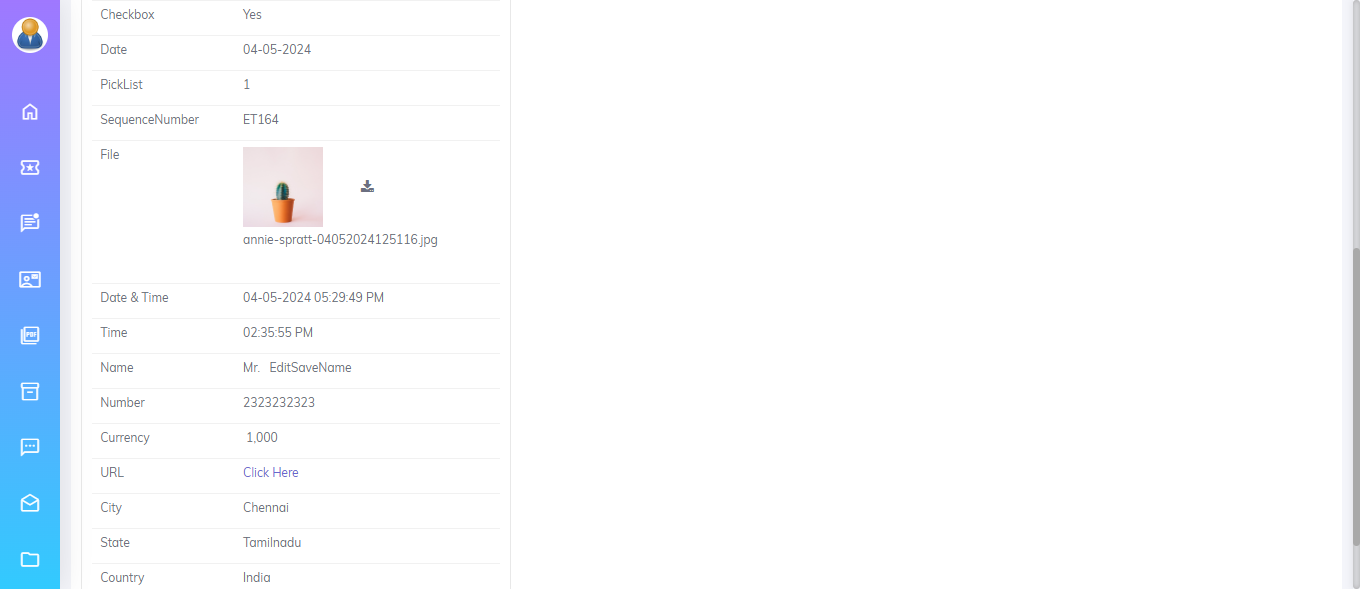 Checkbox Yes
Date 04-05-2024
PickList 1
SequenceNumber ET164
File
annie-spratt-04052024125116.jpg
Date & Time 04-05-2024 05:29:49 PM
Time 02:35:55 PM
Name Mr. EditSaveName
Number 2323232323
Currency 1,000
URL Click Here
City Chennai
State Tamilnadu
Country India
PDF